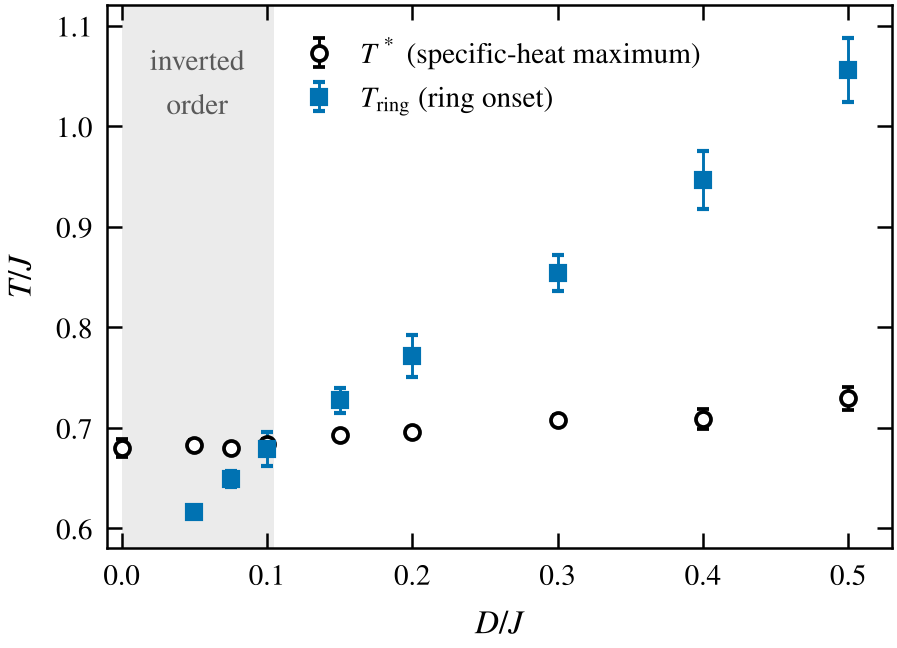 1.1
1.0
0.9
0.8
0.7
0.6
T/J
inverted
order
T* (specific-heat maximum)
T_ring (ring onset)
0.0 0.1 0.2 0.3 0.4 0.5
D/J